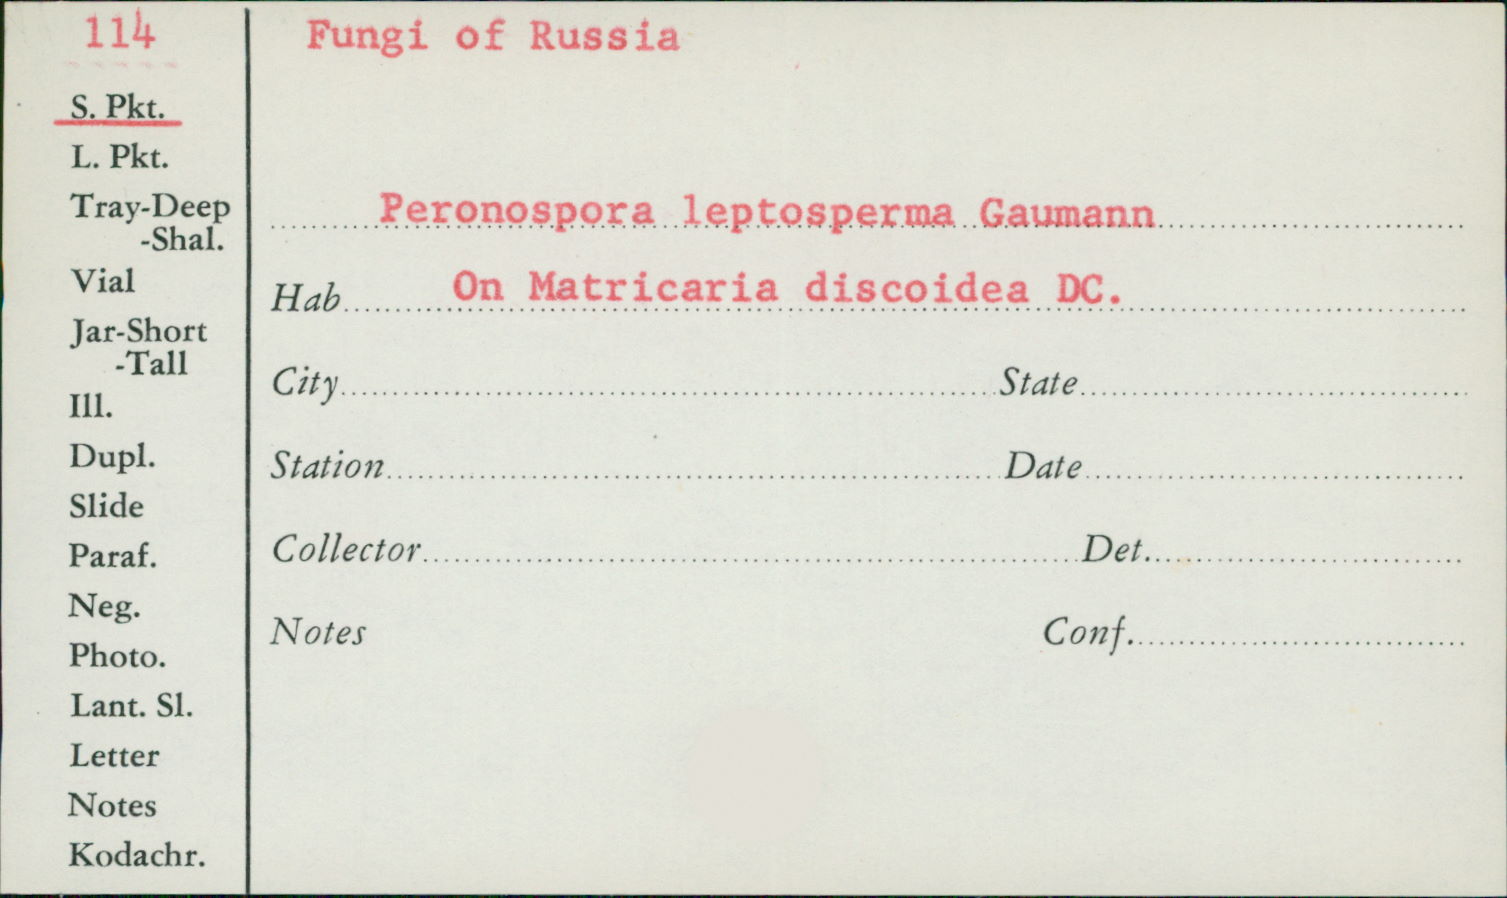 114
Fungi of Russia
S. Pkt.
L. Pkt.
Tray-Deep
-Shal.
Vial
Jar-Short
-Tall
Ill.
Dupl.
Slide
Paraf.
Neg.
Photo.
Lant. Sl.
Letter
Notes
Kodachr.
Peronospora leptosperma Gaumann
Hab On Matricaria discoidea DC.
City State
Station Date
Collector Det.
Notes Conf.